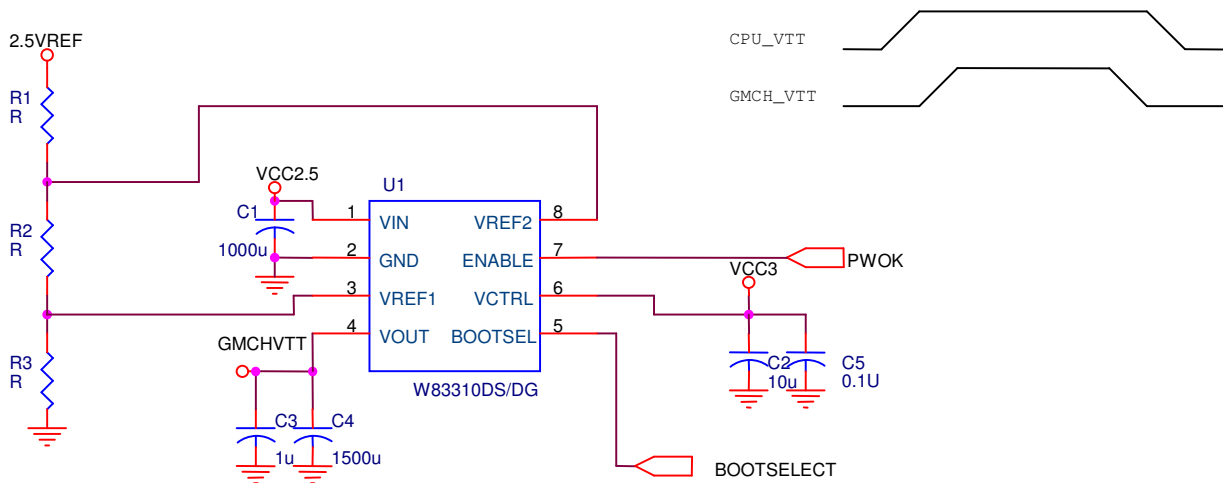 2.5VREF
CPU_VTT
GMCH_VTT
R1
R
VCC2.5
U1
C1
1000u
1
VIN
VREF2
8
R2
R
2
GND
ENABLE
7
PWOK
VCC3
3
VREF1
VCTRL
6
4
VOUT
BOOTSEL
5
GMCHVTT
R3
R
W83310DS/DG
C2
10u
C5
0.1U
C3
1u
C4
1500u
BOOTSELECT